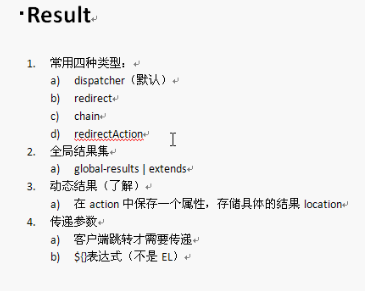 ·Result
1. 常用四种类型：
a) dispatcher（默认）
b) redirect
c) chain
d) redirectAction
2. 全局结果集
a) global-results | extends
3. 动态结果（了解）
a) 在 action 中保存一个属性，存储具体的结果 location
4. 传递参数
a) 客户端跳转才需要传递
b) ${}表达式（不是 EL）